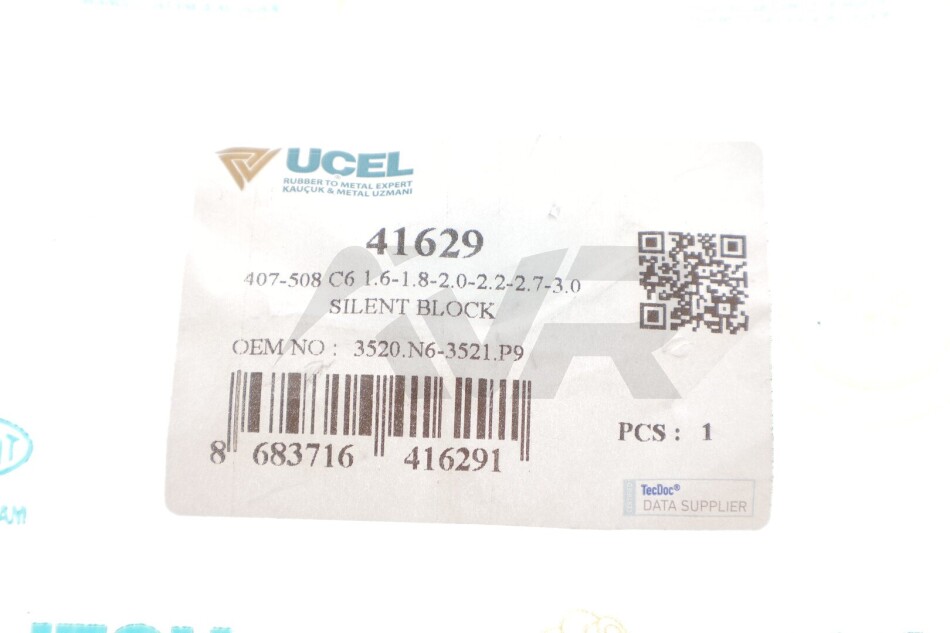 UCEL
RUBBER TO METAL EXPERT
KAUÇUK & METAL UZMANI
41629
407-508 C6 1.6-1.8-2.0-2.2-2.7-3.0
SILENT BLOCK
OEM NO : 3520.N6-3521.P9
8 683716 416291
PCS : 1
TecDoc®
DATA SUPPLIER